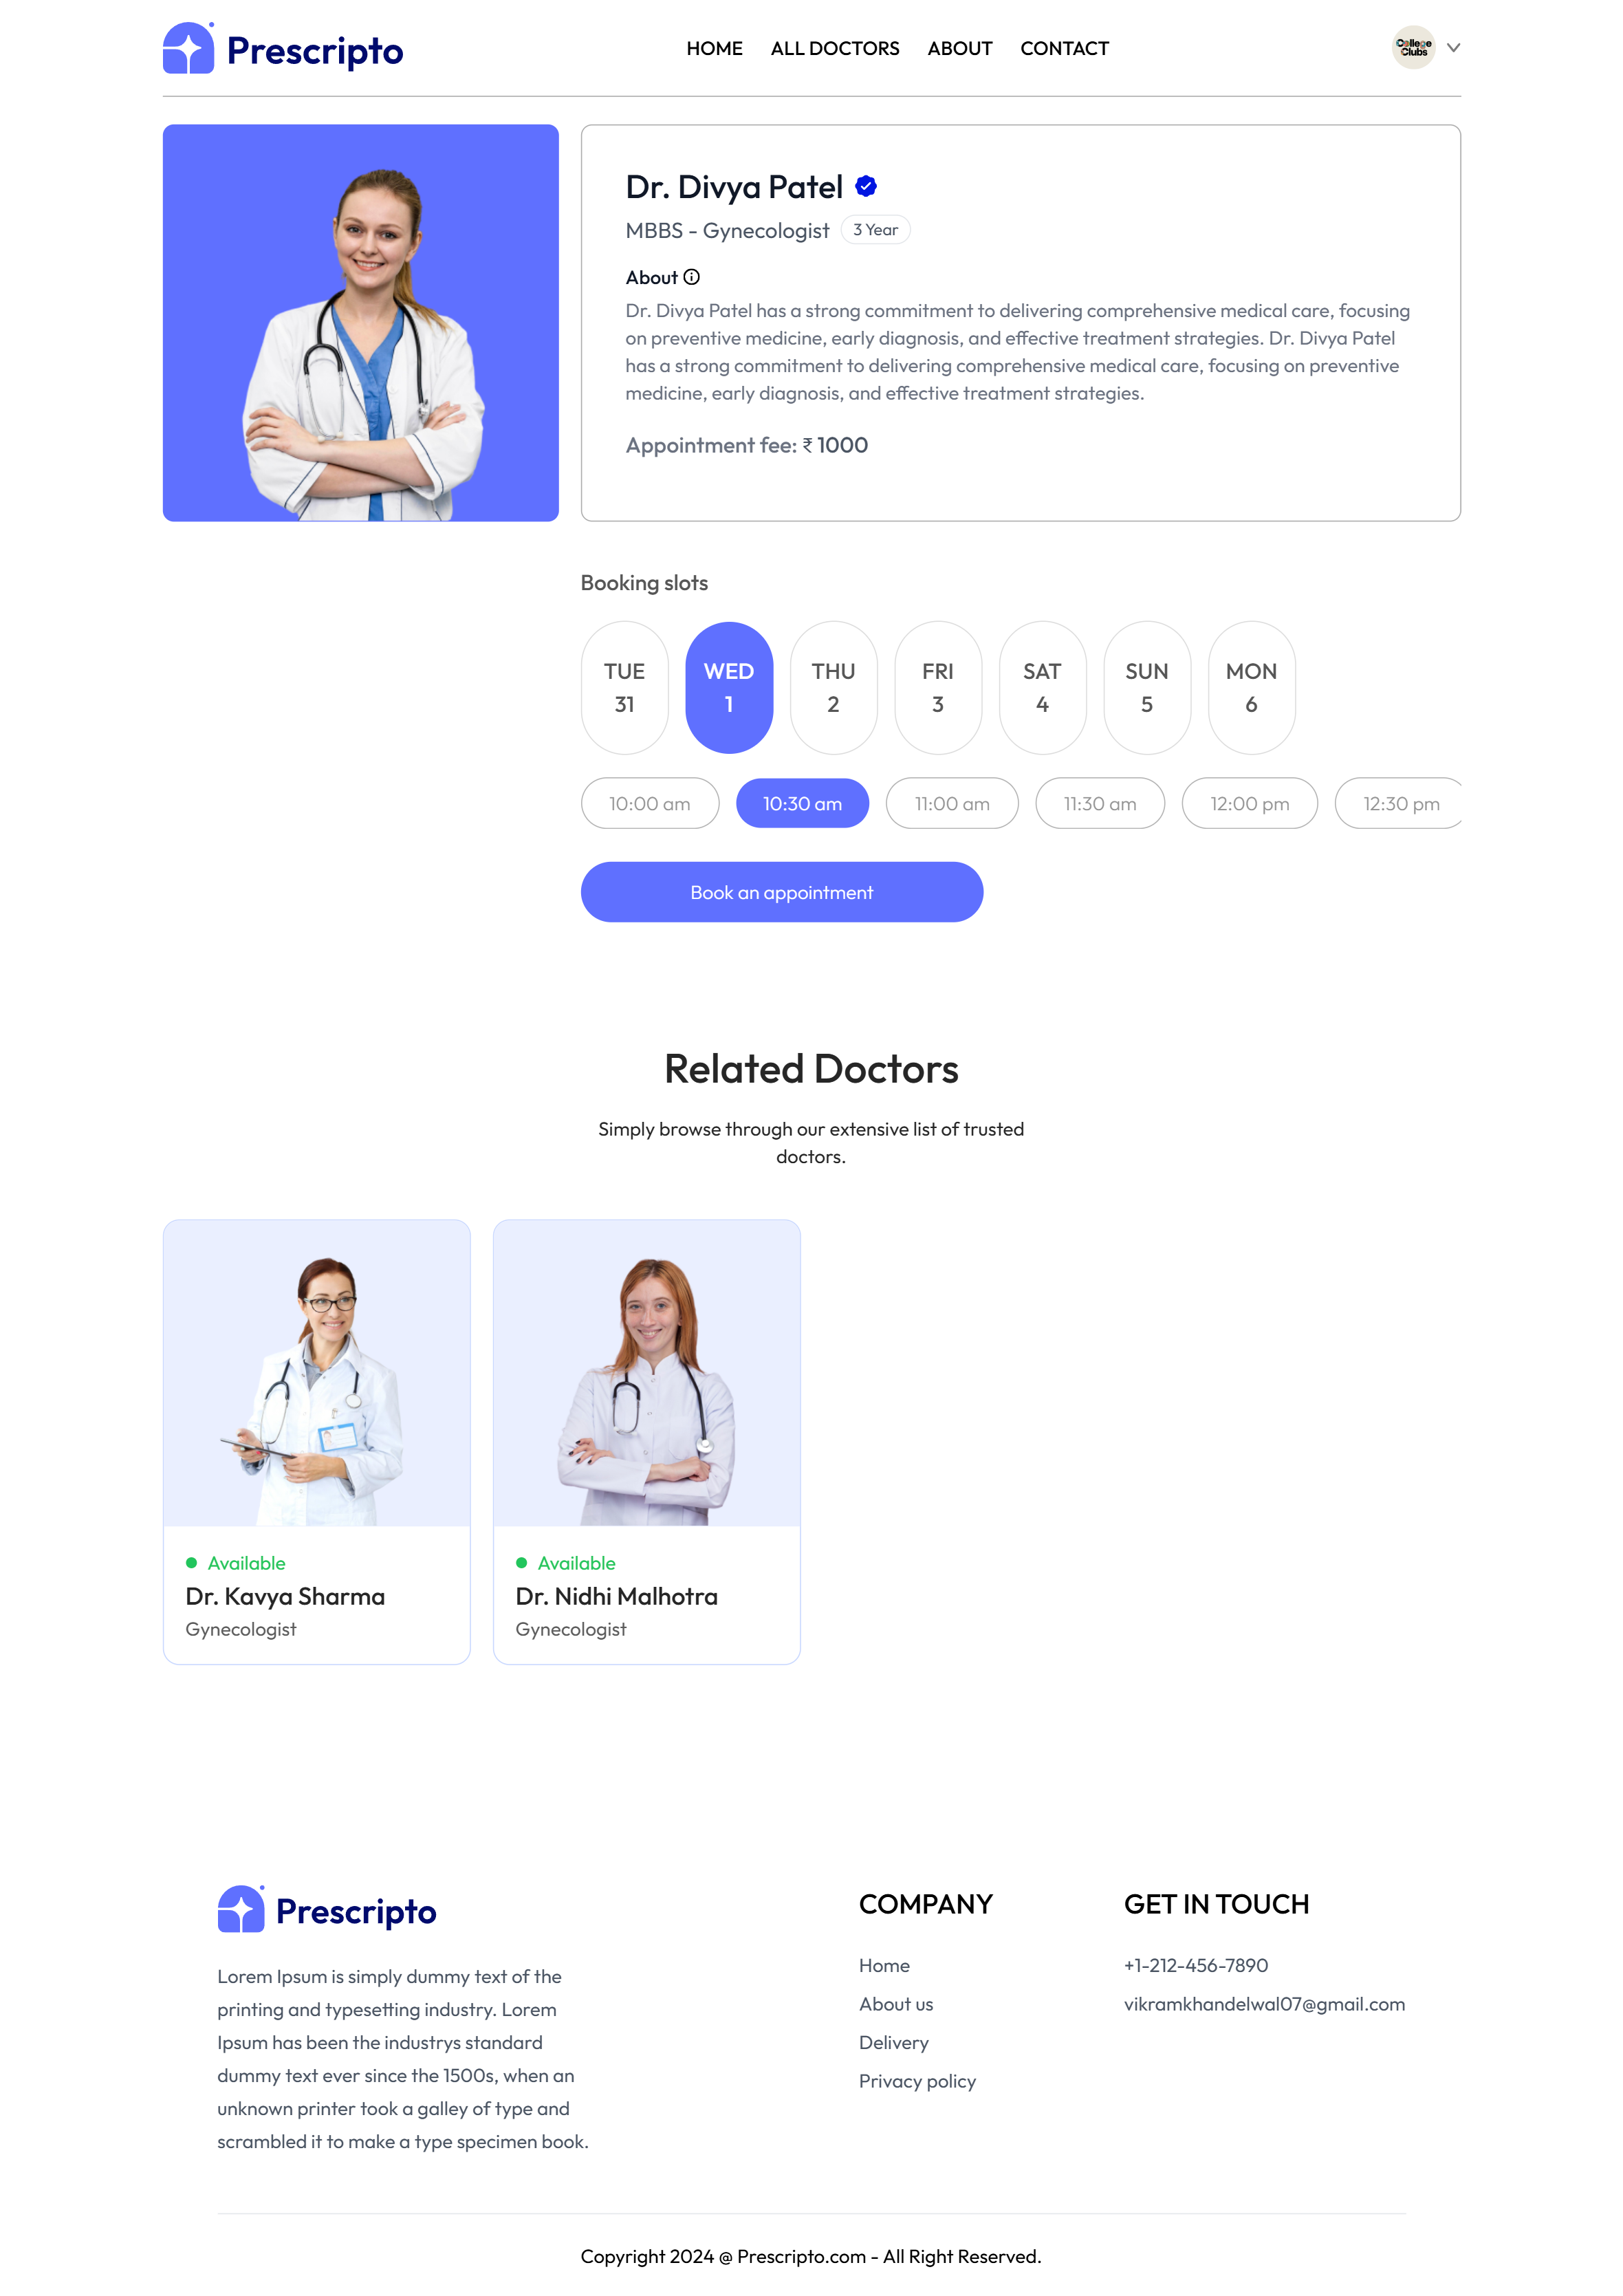 Prescripto
HOME ALL DOCTORS ABOUT CONTACT
College
Clubs
Dr. Divya Patel
MBBS - Gynecologist 3 Year
About
Dr. Divya Patel has a strong commitment to delivering comprehensive medical care, focusing
on preventive medicine, early diagnosis, and effective treatment strategies. Dr. Divya Patel
has a strong commitment to delivering comprehensive medical care, focusing on preventive
medicine, early diagnosis, and effective treatment strategies.
Appointment fee: ₹ 1000
Booking slots
TUE WED THU FRI SAT SUN MON
31 1 2 3 4 5 6
10:00 am 10:30 am 11:00 am 11:30 am 12:00 pm 12:30 pm
Book an appointment
Related Doctors
Simply browse through our extensive list of trusted
doctors.
Available
Dr. Kavya Sharma
Gynecologist
Available
Dr. Nidhi Malhotra
Gynecologist
Prescripto
Lorem Ipsum is simply dummy text of the
printing and typesetting industry. Lorem
Ipsum has been the industrys standard
dummy text ever since the 1500s, when an
unknown printer took a galley of type and
scrambled it to make a type specimen book.
COMPANY
Home
About us
Delivery
Privacy policy
GET IN TOUCH
+1-212-456-7890
vikramkhandelwal07@gmail.com
Copyright 2024 @ Prescripto.com - All Right Reserved.